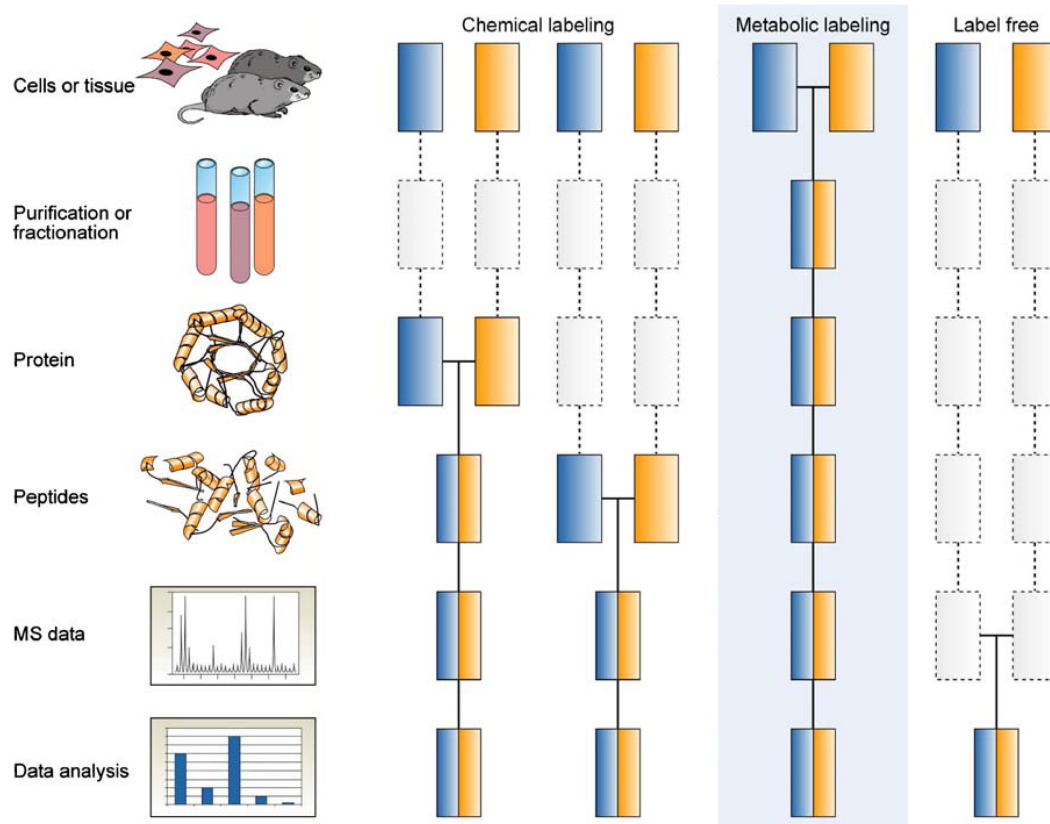 Chemical labeling
Metabolic labeling
Label free
Cells or tissue
Purification or
fractionation
Protein
Peptides
MS data
Data analysis